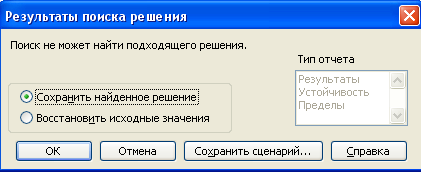 Результаты поиска решения
Поиск не может найти подходящего решения.
Тип отчета
Результаты
Устойчивость
Пределы
Сохранить найденное решение
Восстановить исходные значения
ОК
Отмена
Сохранить сценарий...
Справка